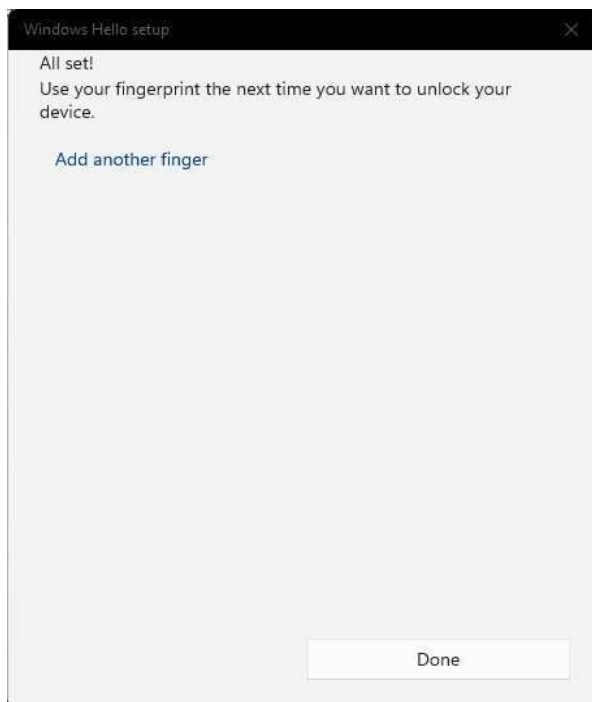 Windows Hello setup
All set!
Use your fingerprint the next time you want to unlock your
device.
Add another finger
Done